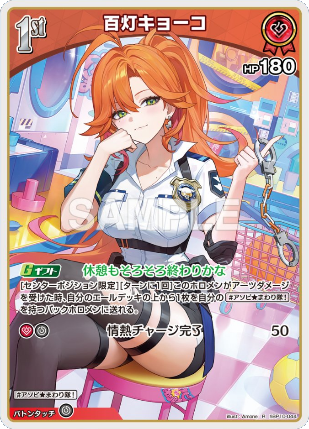 1st
百灯キョーコ
HP180
SAMPLE
ギフト 休憩もそろそろ終わりかな
[センターポジション限定][ターンに1回]このホロメンがアーツダメージ
を受けた時、自分のエールデッキの上から1枚を自分の #アソビ★まわり隊!
を持つバックホロメンに送れる。
情熱チャージ完了 50
#アソビ★まわり隊!
バトンタッチ